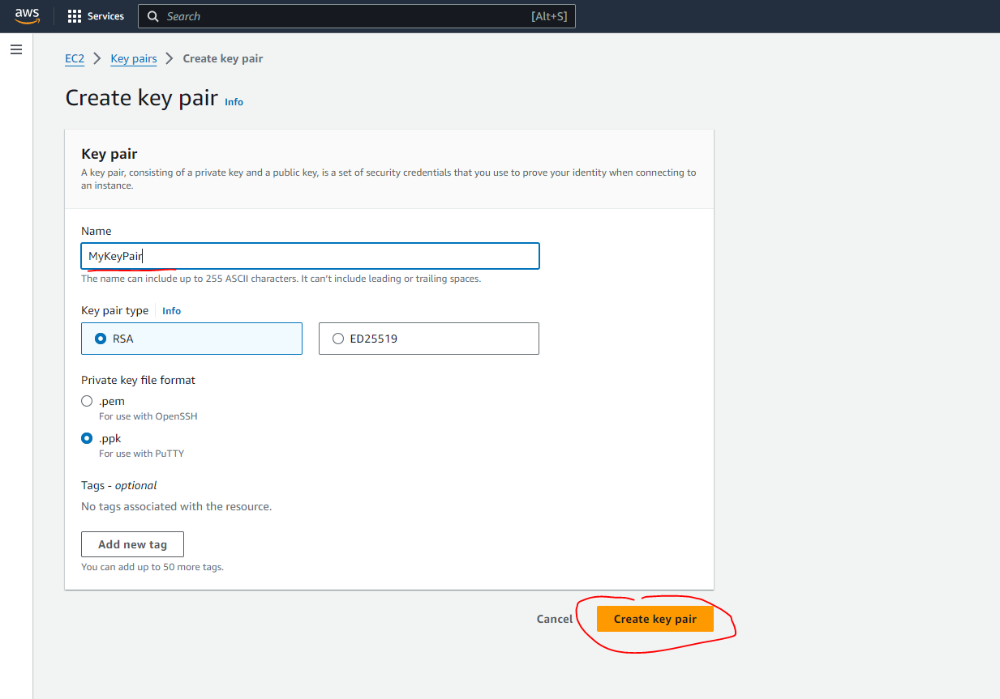 aws Services Search [Alt+S]
EC2 Key pairs Create key pair
Create key pair Info
Key pair
A key pair, consisting of a private key and a public key, is a set of security credentials that you use to prove your identity when connecting to
an instance.
Name
MyKeyPair
The name can include up to 255 ASCII characters. It can't include leading or trailing spaces.
Key pair type Info
RSA ED25519
Private key file format
.pem
For use with OpenSSH
.ppk
For use with PuTTY
Tags - optional
No tags associated with the resource.
Add new tag
You can add up to 50 more tags.
Cancel Create key pair